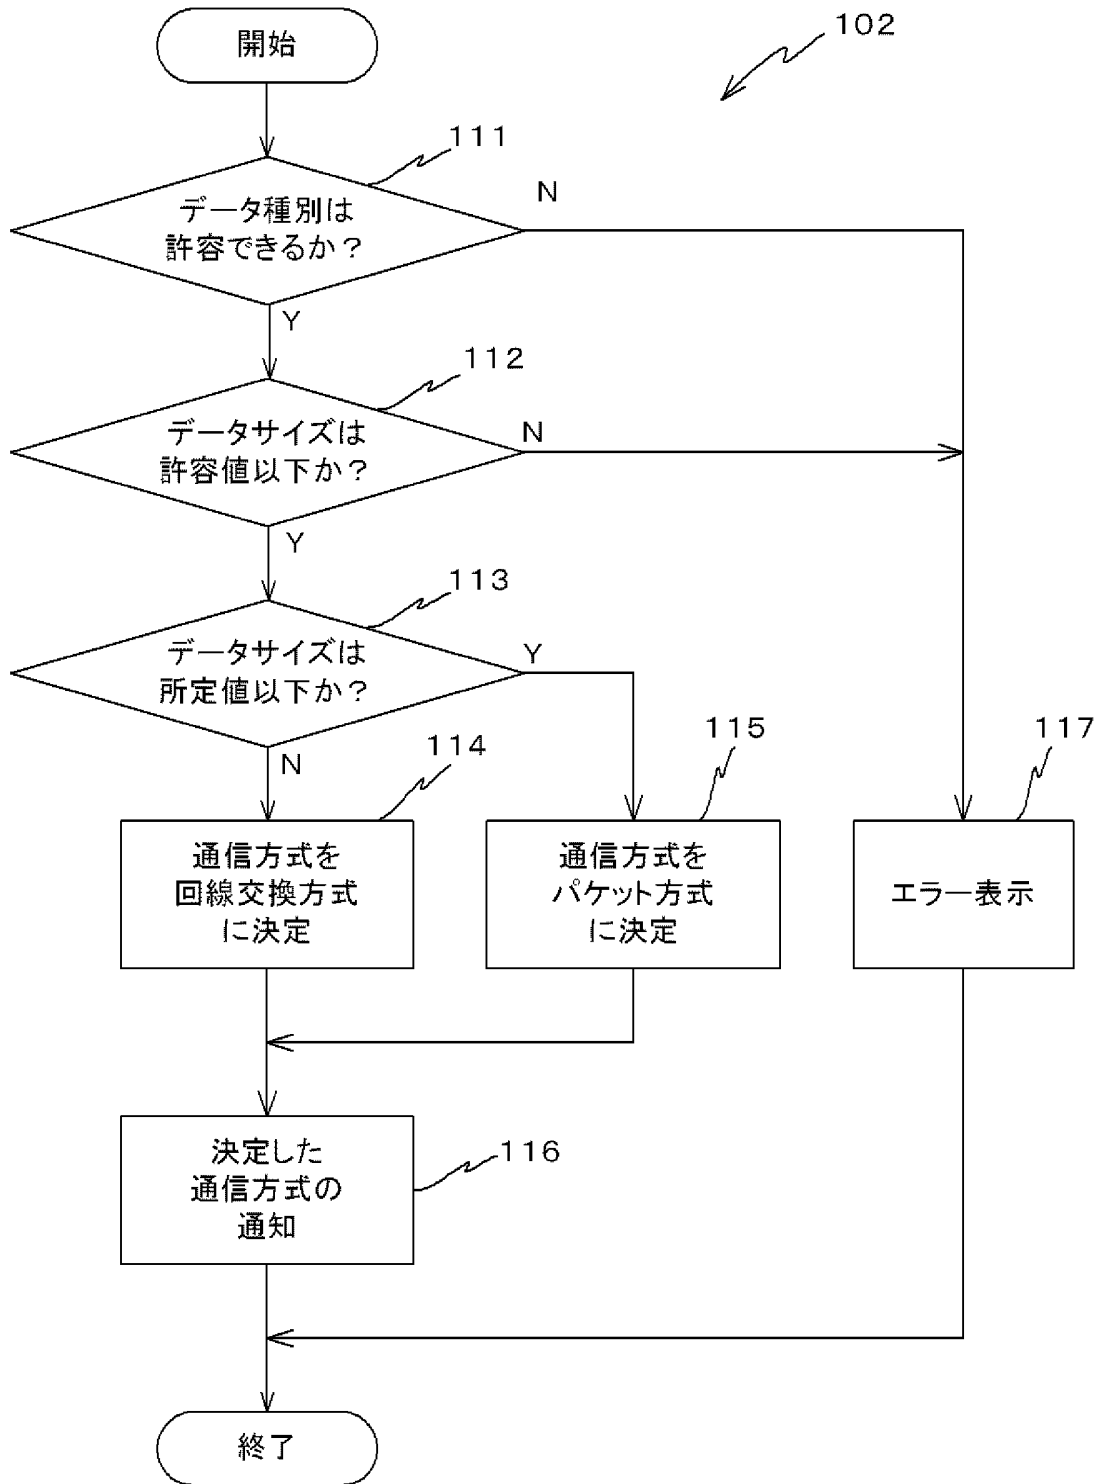 開始
102
111
データ種別は
許容できるか？
N
Y
112
データサイズは
許容値以下か？
N
Y
113
データサイズは
所定値以下か？
Y
N
114
通信方式を
回線交換方式
に決定
115
通信方式を
パケット方式
に決定
117
エラー表示
決定した
通信方式の
通知
116
終了